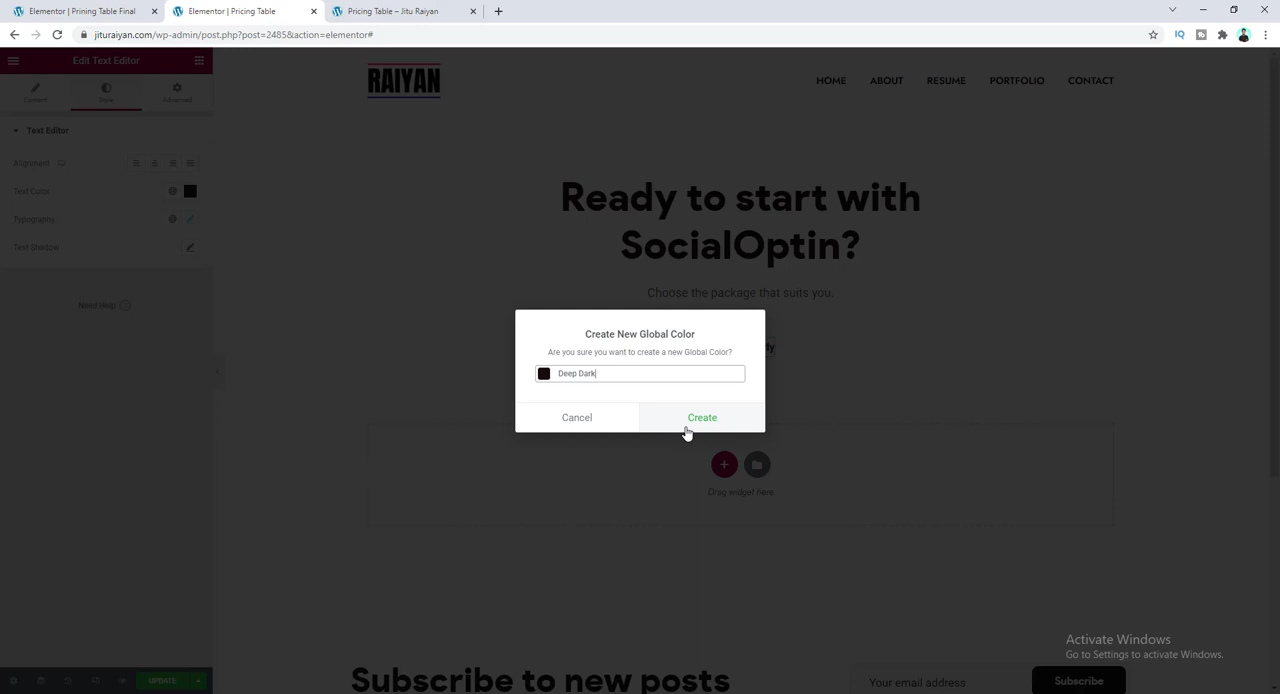 Elementor | Prining Table Final
Elementor | Pricing Table
Pricing Table – Jitu Raiyan
jituraiyan.com/wp-admin/post.php?post=2485&action=elementor#
IQ
Edit Text Editor
Content
Style
Advanced
Text Editor
Alignment
Text Color
Typography
Text Shadow
Need Help
UPDATE
RAIYAN
HOME
ABOUT
RESUME
PORTFOLIO
CONTACT
Ready to start with
SocialOptin?
Choose the package that suits you.
Create New Global Color
Are you sure you want to create a new Global Color?
Deep Dark
Cancel
Create
Drag widget here
Subscribe to new posts
Your email address
Subscribe
Activate Windows
Go to Settings to activate Windows.